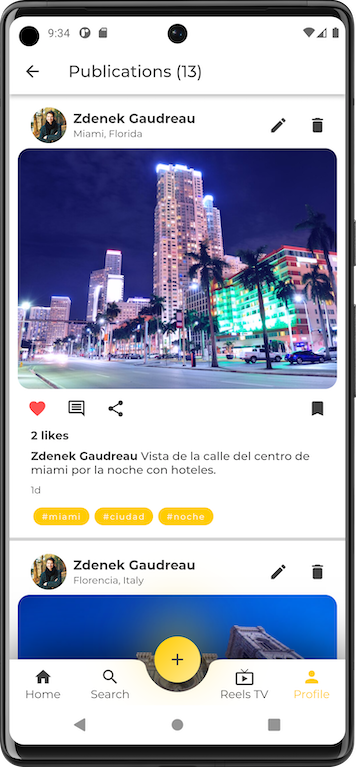 9:34
Publications (13)
Zdenek Gaudreau
Miami, Florida
2 likes
Zdenek Gaudreau Vista de la calle del centro de
miami por la noche con hoteles.
1d
#miami #ciudad #noche
Zdenek Gaudreau
Florencia, Italy
Home Search Reels TV Profile